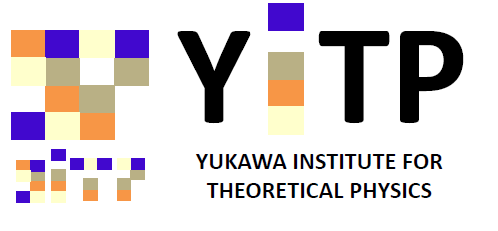 YiTP
YUKAWA INSTITUTE FOR
THEORETICAL PHYSICS